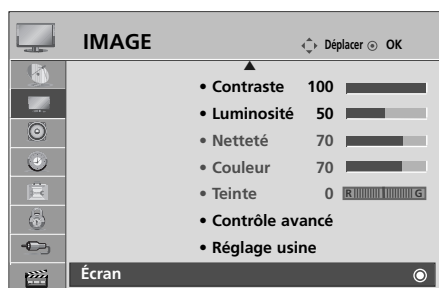 IMAGE Déplacer OK
• Contraste 100
• Luminosité 50
• Netteté 70
• Couleur 70
• Teinte 0 R G
• Contrôle avancé
• Réglage usine
Écran